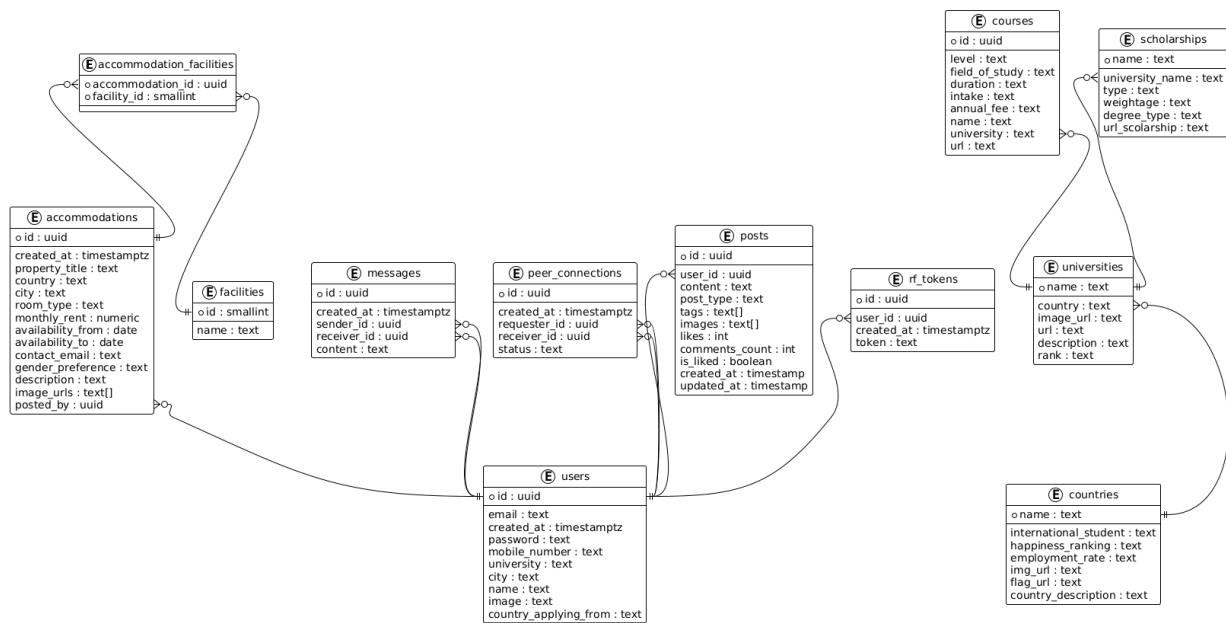 E accommodation_facilities
accommodation_id : uuid
facility_id : smallint
E accommodations
id : uuid
created_at : timestamptz
property_title : text
country : text
city : text
room_type : text
monthly_rent : numeric
availability_from : date
availability_to : date
contact_email : text
gender_preference : text
description : text
image_urls : text[]
posted_by : uuid
E facilities
id : smallint
name : text
E messages
id : uuid
created_at : timestamptz
sender_id : uuid
receiver_id : uuid
content : text
E peer_connections
id : uuid
created_at : timestamptz
requester_id : uuid
receiver_id : uuid
status : text
E posts
id : uuid
user_id : uuid
content : text
post_type : text
tags : text[]
images : text[]
likes : int
comments_count : int
is_liked : boolean
created_at : timestamp
updated_at : timestamp
E rf_tokens
id : uuid
user_id : uuid
created_at : timestamptz
token : text
E courses
id : uuid
level : text
field_of_study : text
duration : text
intake : text
annual_fee : text
name : text
university : text
url : text
E scholarships
name : text
university_name : text
type : text
weightage : text
degree_type : text
url_scolarship : text
E universities
name : text
country : text
image_url : text
url : text
description : text
rank : text
E users
id : uuid
email : text
created_at : timestamptz
password : text
mobile_number : text
university : text
city : text
name : text
image : text
country_applying_from : text
E countries
name : text
international_student : text
happiness_ranking : text
employment_rate : text
img_url : text
flag_url : text
country_description : text